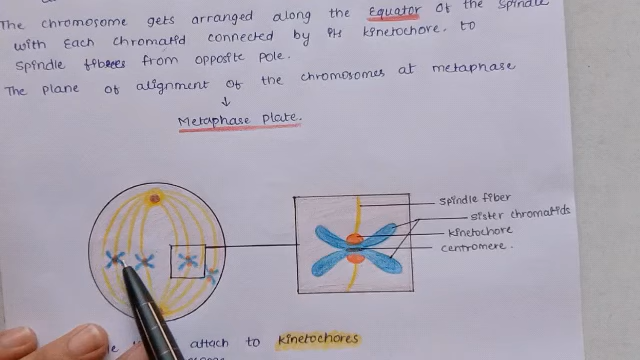 The chromosome gets arranged along the Equator of the spindle
with Each chromatid connected by its kinetochore. to
spindle fibers from opposite pole.
The plane of alignment of the chromosomes at metaphase
↓
Metaphase plate.
spindle fiber
sister chromatids
kinetochore
centromere.
attach to kinetochores